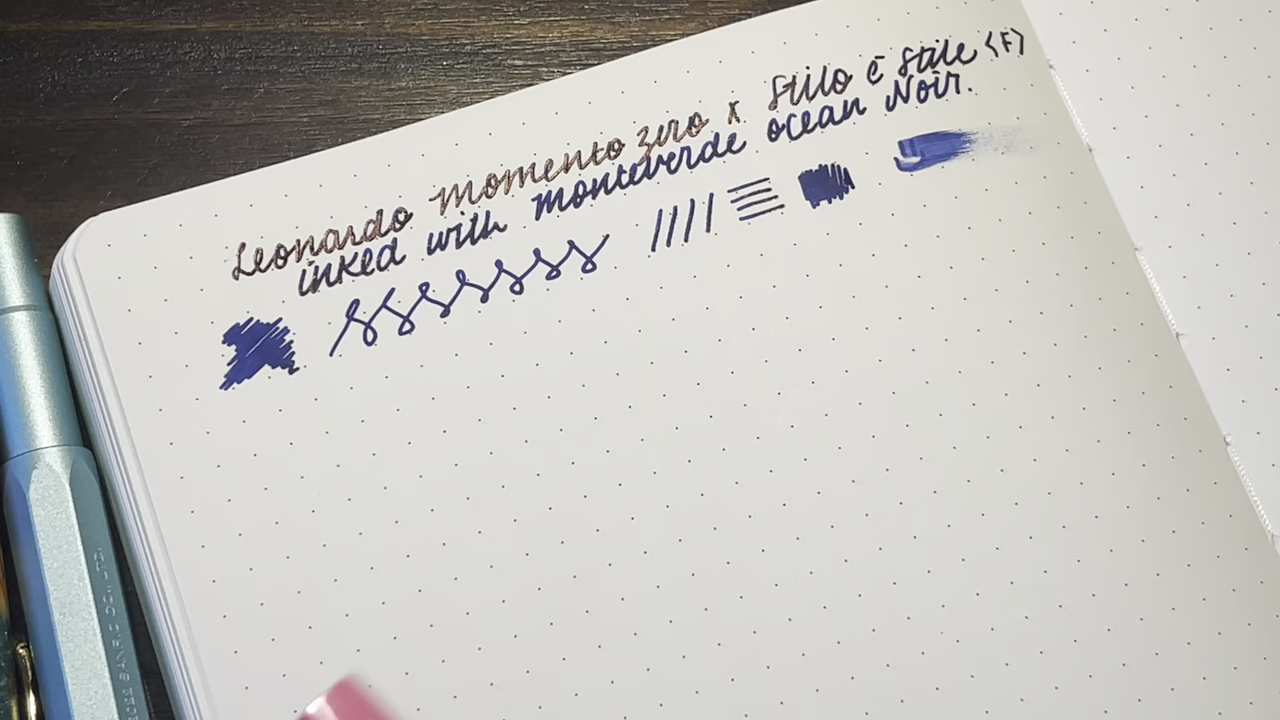 Leonardo Momento Zero x Stilo è Stile <F>
inked with monteverde ocean Noir.